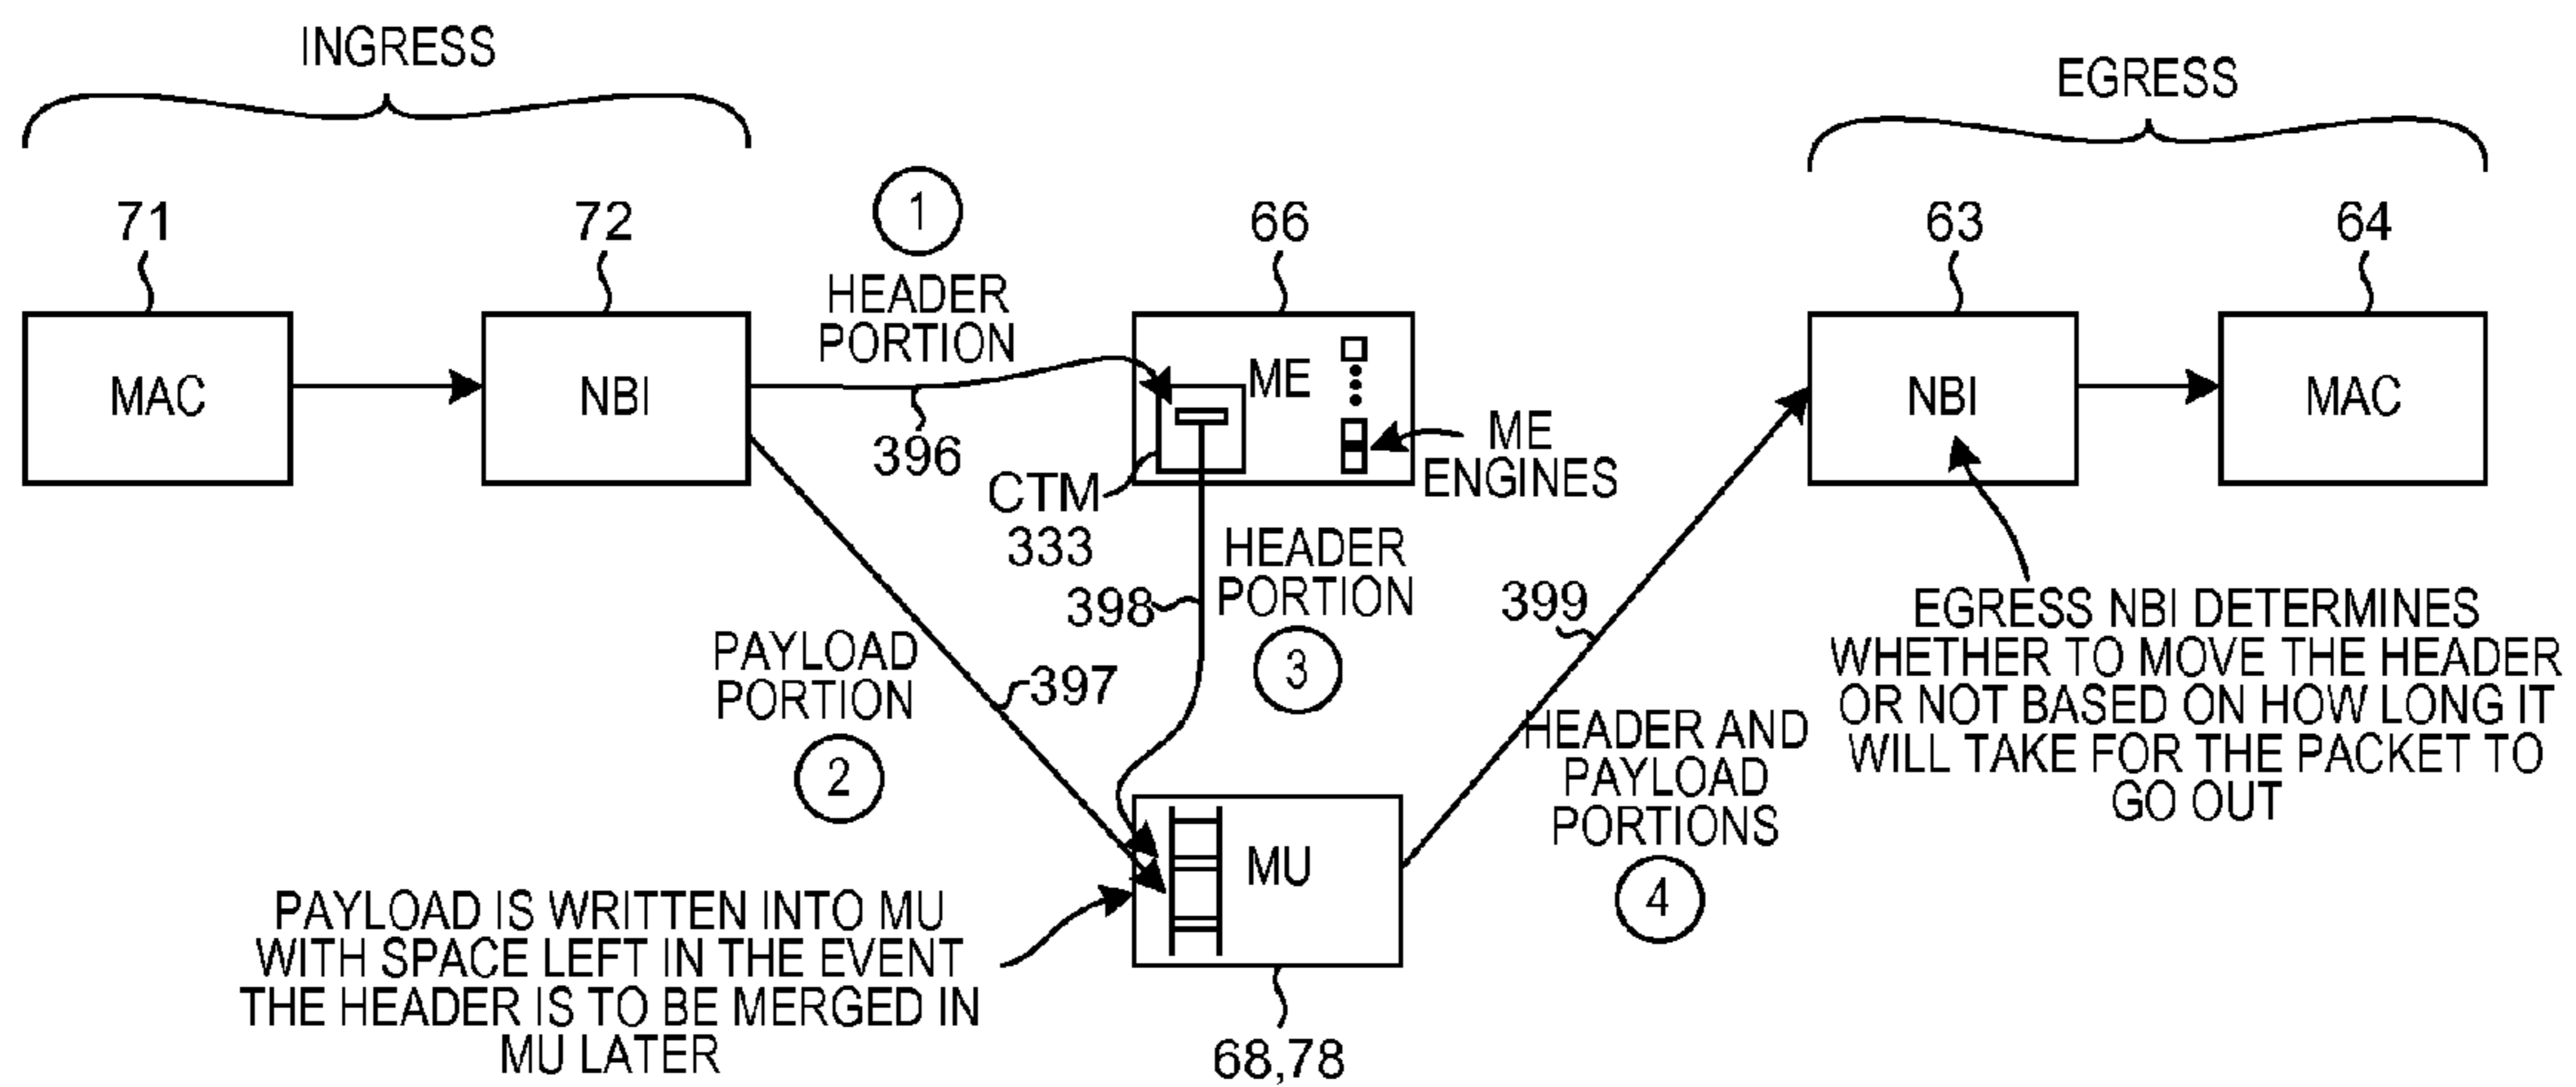 INGRESS
EGRESS
71
72
1
66
63
64
HEADER
PORTION
MAC
NBI
ME
NBI
MAC
396
ME
ENGINES
CTM
333
HEADER
PORTION
398
3
399
EGRESS NBI DETERMINES
WHETHER TO MOVE THE HEADER
OR NOT BASED ON HOW LONG IT
WILL TAKE FOR THE PACKET TO
GO OUT
PAYLOAD
PORTION
397
2
HEADER AND
PAYLOAD
PORTIONS
4
MU
PAYLOAD IS WRITTEN INTO MU
WITH SPACE LEFT IN THE EVENT
THE HEADER IS TO BE MERGED IN
MU LATER
68,78